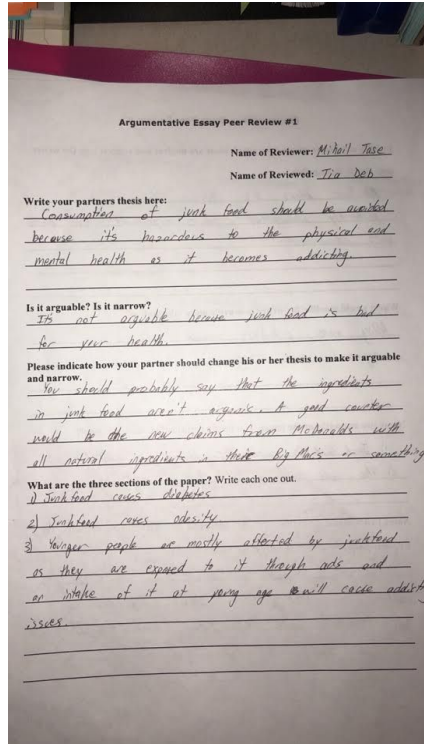 Argumentative Essay Peer Review #1
Name of Reviewer: Mihail Tase
Name of Reviewed: Tia Deb
Write your partners thesis here:
Consumption of junk food should be avoided
because it's hazardous to the physical and
mental health as it becomes addicting.
Is it arguable? Is it narrow?
It's not arguable because junk food is bad
for your health.
Please indicate how your partner should change his or her thesis to make it arguable
and narrow.
You should probably say that the ingredients
in junk food aren't organic. A good counter
would be the new claims from McDonalds with
all natural ingredients in their Big Mac's or something
What are the three sections of the paper? Write each one out.
1) Junk food causes diabetes
2) Junk food causes obesity
3) Younger people are mostly affected by junk food
as they are exposed to it through ads and
an intake of it at young age will cause
issues.